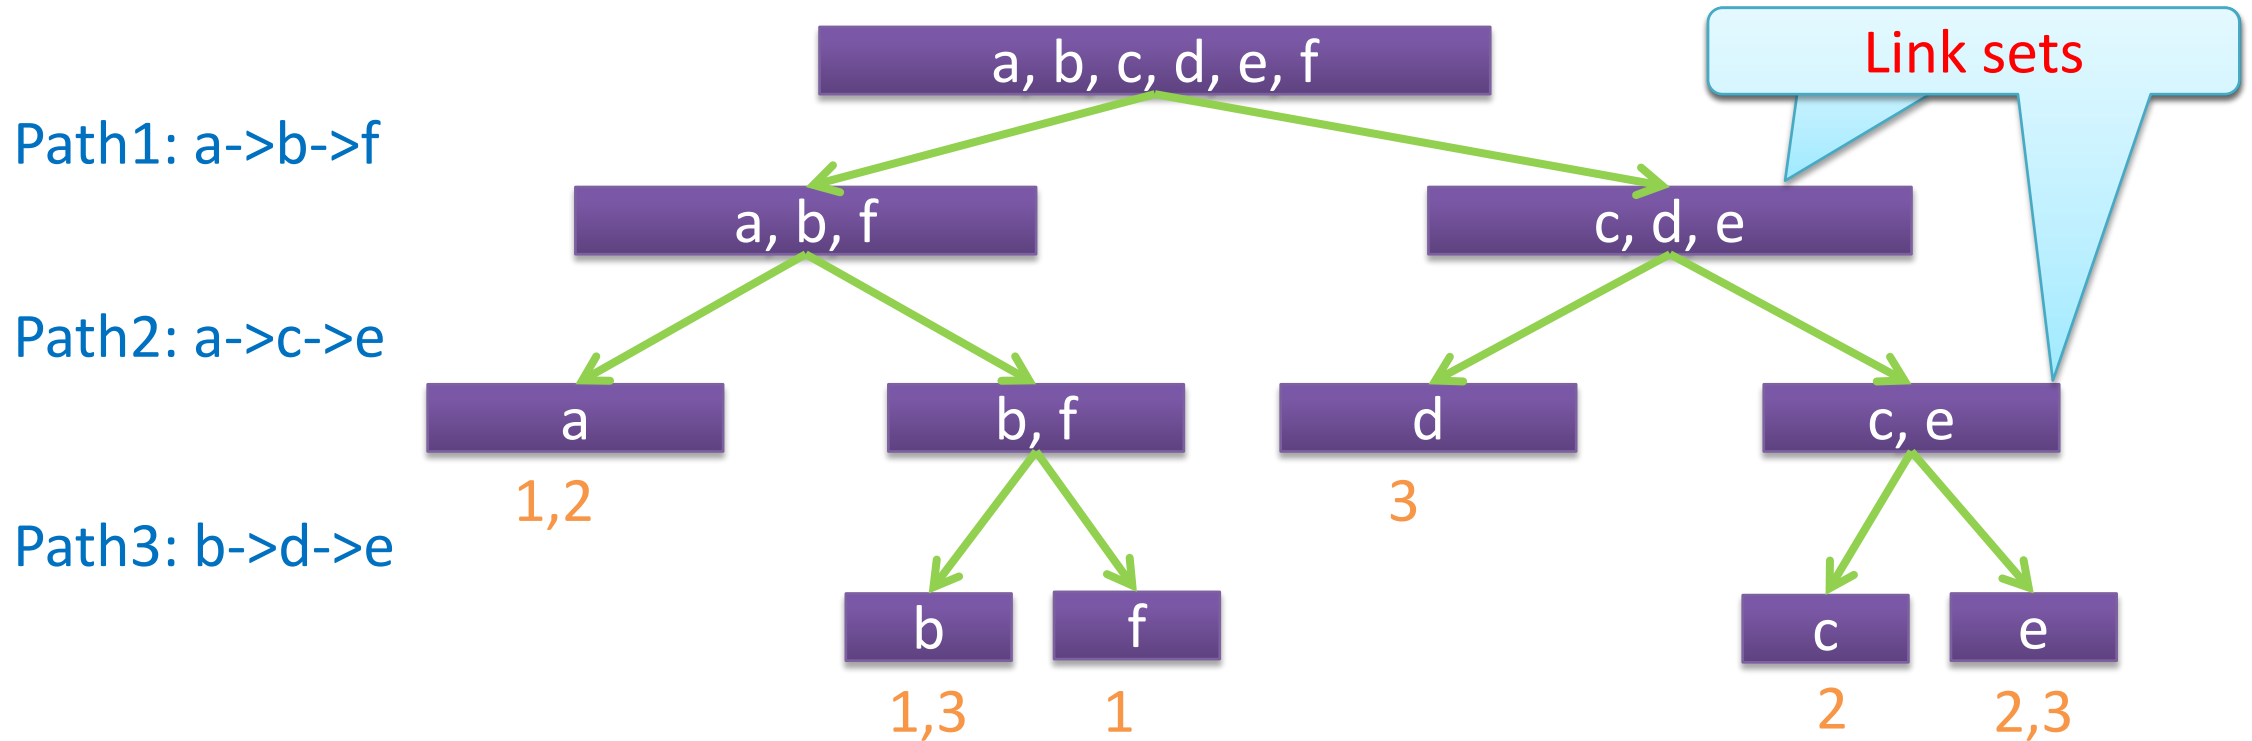 a, b, c, d, e, f
Link sets
Path1: a->b->f
a, b, f
c, d, e
Path2: a->c->e
a
b, f
d
c, e
1,2
3
Path3: b->d->e
b
f
c
e
1,3
1
2
2,3